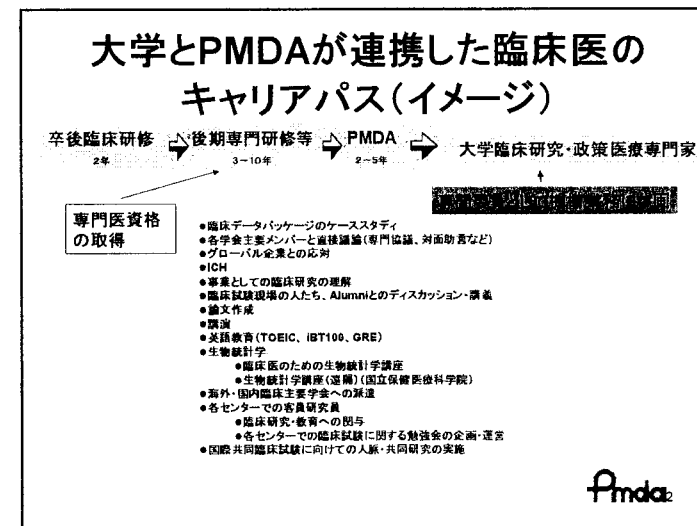 大学とPMDAが連携した臨床医の
キャリアパス(イメージ)
卒後臨床研修 ⇨ 後期専門研修等 ⇨ PMDA ⇨ 大学臨床研究・政策医療専門家
2年 3~10年 2~5年
専門医資格
の取得
●臨床データパッケージのケーススタディ
●各学会主要メンバーと直接議論(専門協議、対面助言など)
●グローバル企業との応対
●ICH
●事業としての臨床研究の理解
●臨床試験現場の人たち、Alumniとのディスカッション・講義
●論文作成
●講演
●英語教育(TOEIC、iBT100、GRE)
●生物統計学
●臨床医のための生物統計学講座
●生物統計学講座(遠隔)(国立保健医療科学院)
●海外・国内臨床主要学会への派遣
●各センターでの客員研究員
●臨床研究・教育への関与
●各センターでの臨床試験に関する勉強会の企画・運営
●国際共同臨床試験に向けての人脈・共同研究の実施
Pmda 2